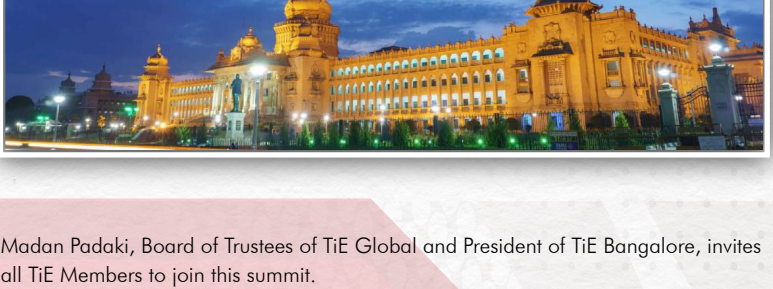 Madan Padaki, Board of Trustees of TiE Global and President of TiE Bangalore, invites
all TiE Members to join this summit.